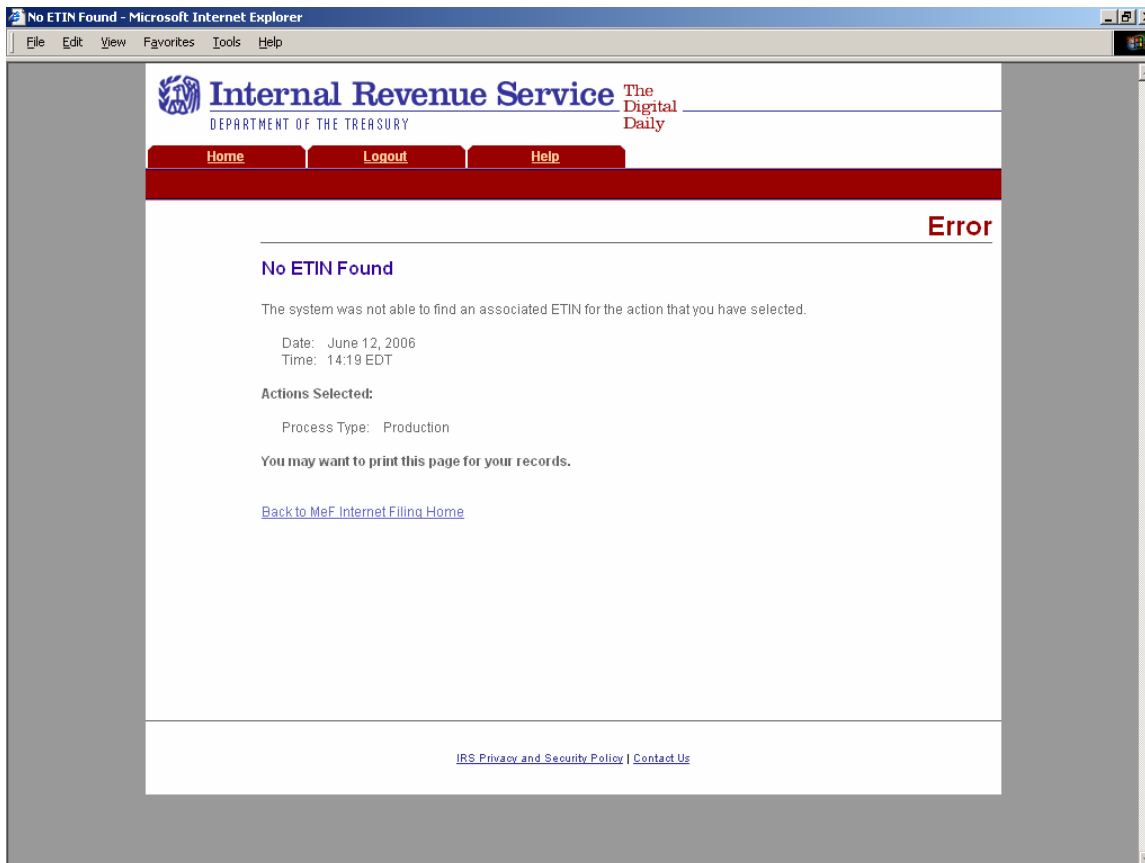 No ETIN Found - Microsoft Internet Explorer
File Edit View Favorites Tools Help
Internal Revenue Service
DEPARTMENT OF THE TREASURY
The
Digital
Daily
Home Logout Help
Error
No ETIN Found
The system was not able to find an associated ETIN for the action that you have selected.
Date: June 12, 2006
Time: 14:19 EDT
Actions Selected:
Process Type: Production
You may want to print this page for your records.
Back to MeF Internet Filing Home
IRS Privacy and Security Policy | Contact Us